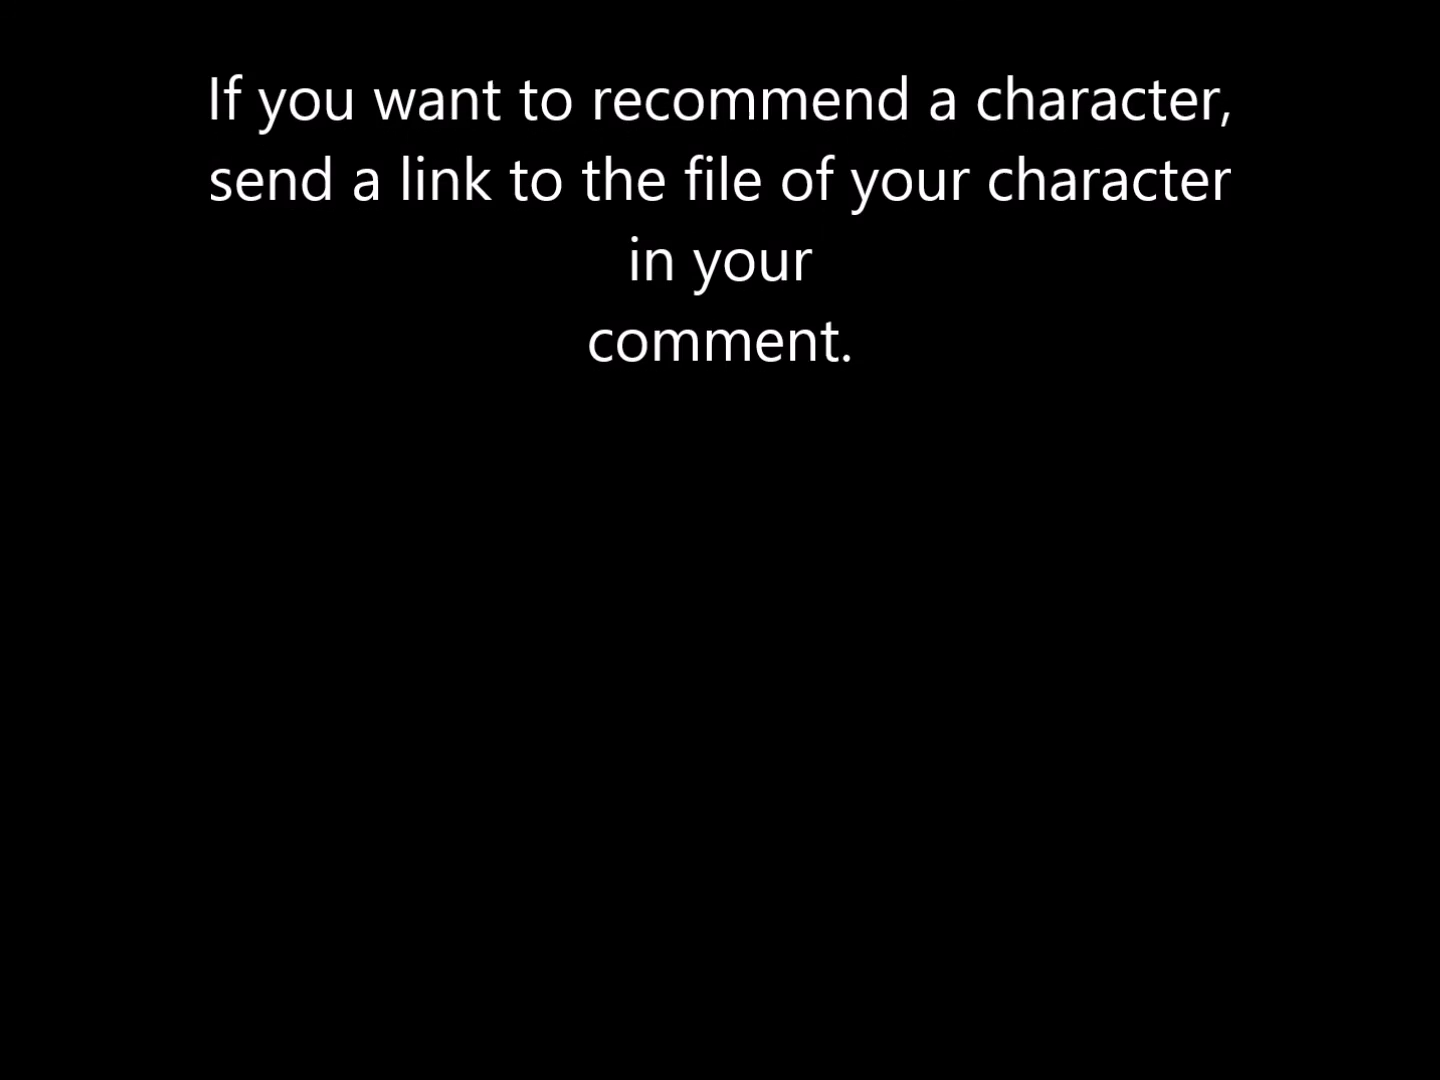 If you want to recommend a character,
send a link to the file of your character
in your
comment.